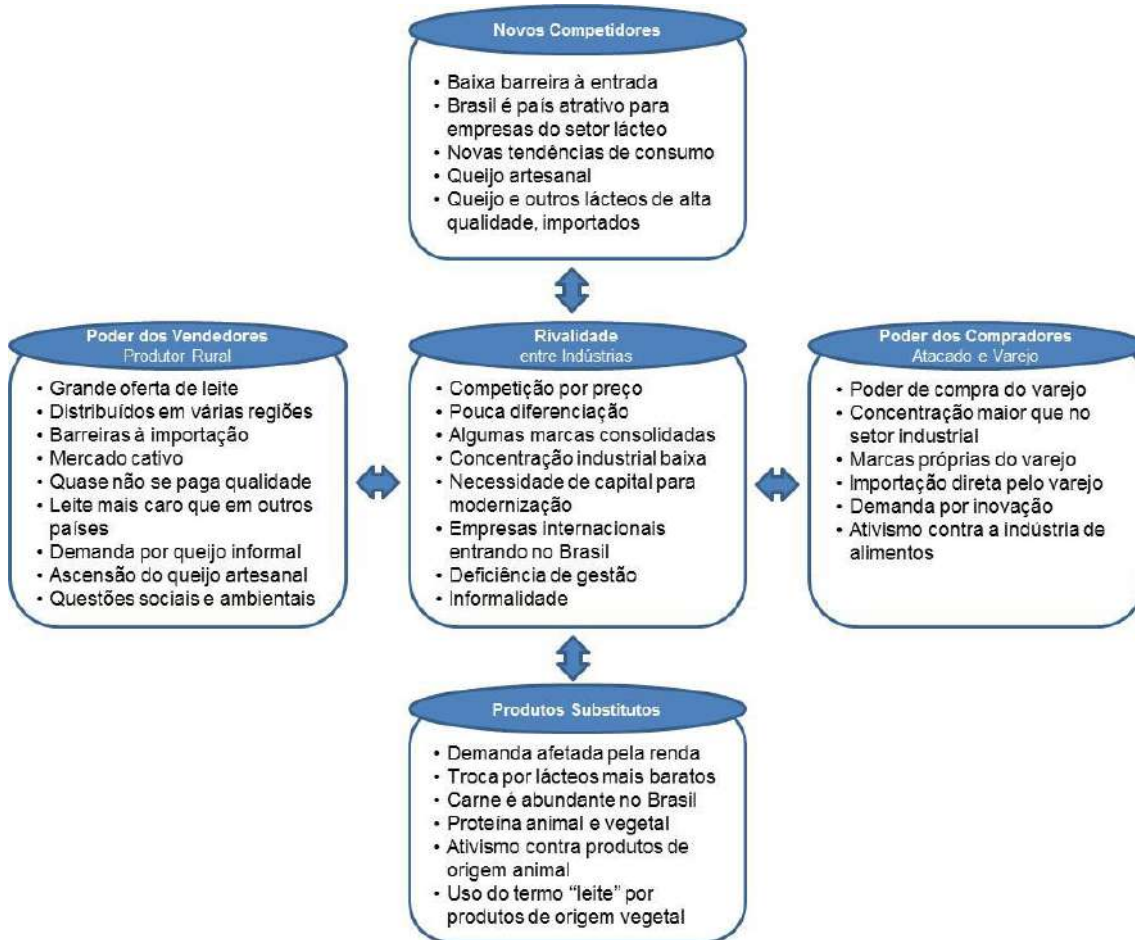 Novos Competidores
• Baixa barreira à entrada
• Brasil é país atrativo para
empresas do setor lácteo
• Novas tendências de consumo
• Queijo artesanal
• Queijo e outros lácteos de alta
qualidade, importados
Poder dos Vendedores
Produtor Rural
• Grande oferta de leite
• Distribuídos em várias regiões
• Barreiras à importação
• Mercado cativo
• Quase não se paga qualidade
• Leite mais caro que em outros
países
• Demanda por queijo informal
• Ascensão do queijo artesanal
• Questões sociais e ambientais
Rivalidade
entre Indústrias
• Competição por preço
• Pouca diferenciação
• Algumas marcas consolidadas
• Concentração industrial baixa
• Necessidade de capital para
modernização
• Empresas internacionais
entrando no Brasil
• Deficiência de gestão
• Informalidade
Poder dos Compradores
Atacado e Varejo
• Poder de compra do varejo
• Concentração maior que no
setor industrial
• Marcas próprias do varejo
• Importação direta pelo varejo
• Demanda por inovação
• Ativismo contra a indústria de
alimentos
Produtos Substitutos
• Demanda afetada pela renda
• Troca por lácteos mais baratos
• Carne é abundante no Brasil
• Proteína animal e vegetal
• Ativismo contra produtos de
origem animal
• Uso do termo “leite” por
produtos de origem vegetal